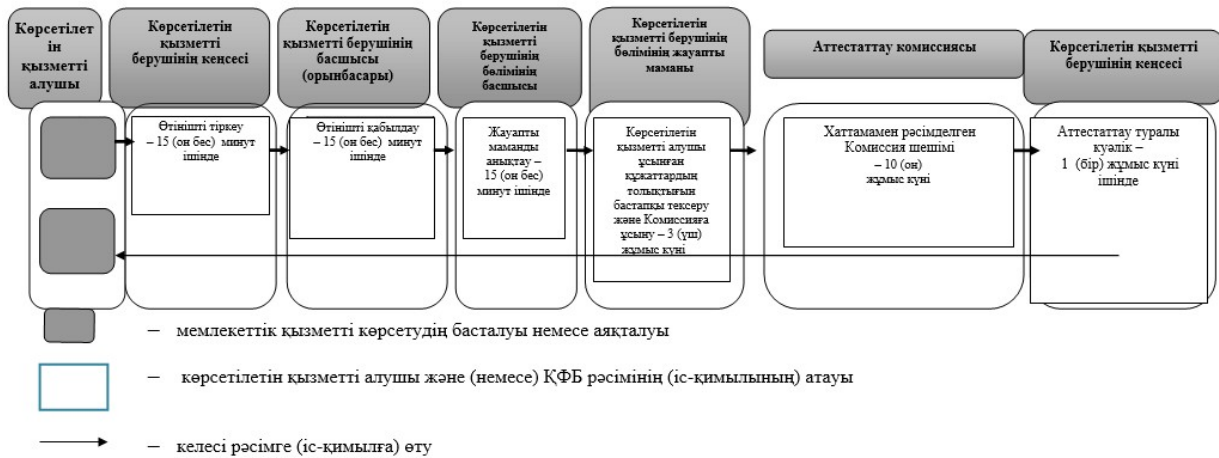 Көрсетілет
ін
қызметті
алушы
Көрсетілетін
қызметті
берушінің кеңсесі
Көрсетілетін
қызметті берушінің
басшысы
(орынбасары)
Көрсетілетін
қызметті
берушінің
бөлімінің
басшысы
Көрсетілетін
қызметті берушінің
бөлімінің жауапты
маманы
Аттестаттау комиссиясы
Көрсетілетін қызметті
берушінің кеңсесі
Өтінішті тіркеу
– 15 (он бес) минут
ішінде
Өтінішті қабылдау
– 15 (он бес) минут
ішінде
Жауапты
маманды
анықтау –
15 (он бес)
минут ішінде
Көрсетілетін
қызметті алушы
ұсынған
құжаттардың
толықтығын
бастапқы тексеру
және Комиссияға
ұсыну – 3 (үш)
жұмыс күні
Хаттамамен рәсімделген
Комиссия шешімі
– 10 (он)
жұмыс күні
Аттестаттау туралы
куәлік –
1 (бір) жұмыс күні
ішінде
– мемлекеттік қызметті көрсетудің басталуы немесе аяқталуы
– көрсетілетін қызметті алушы және (немесе) ҚФБ рәсімінің (іс-қимылының) атауы
– келесі рәсімге (іс-қимылға) өту